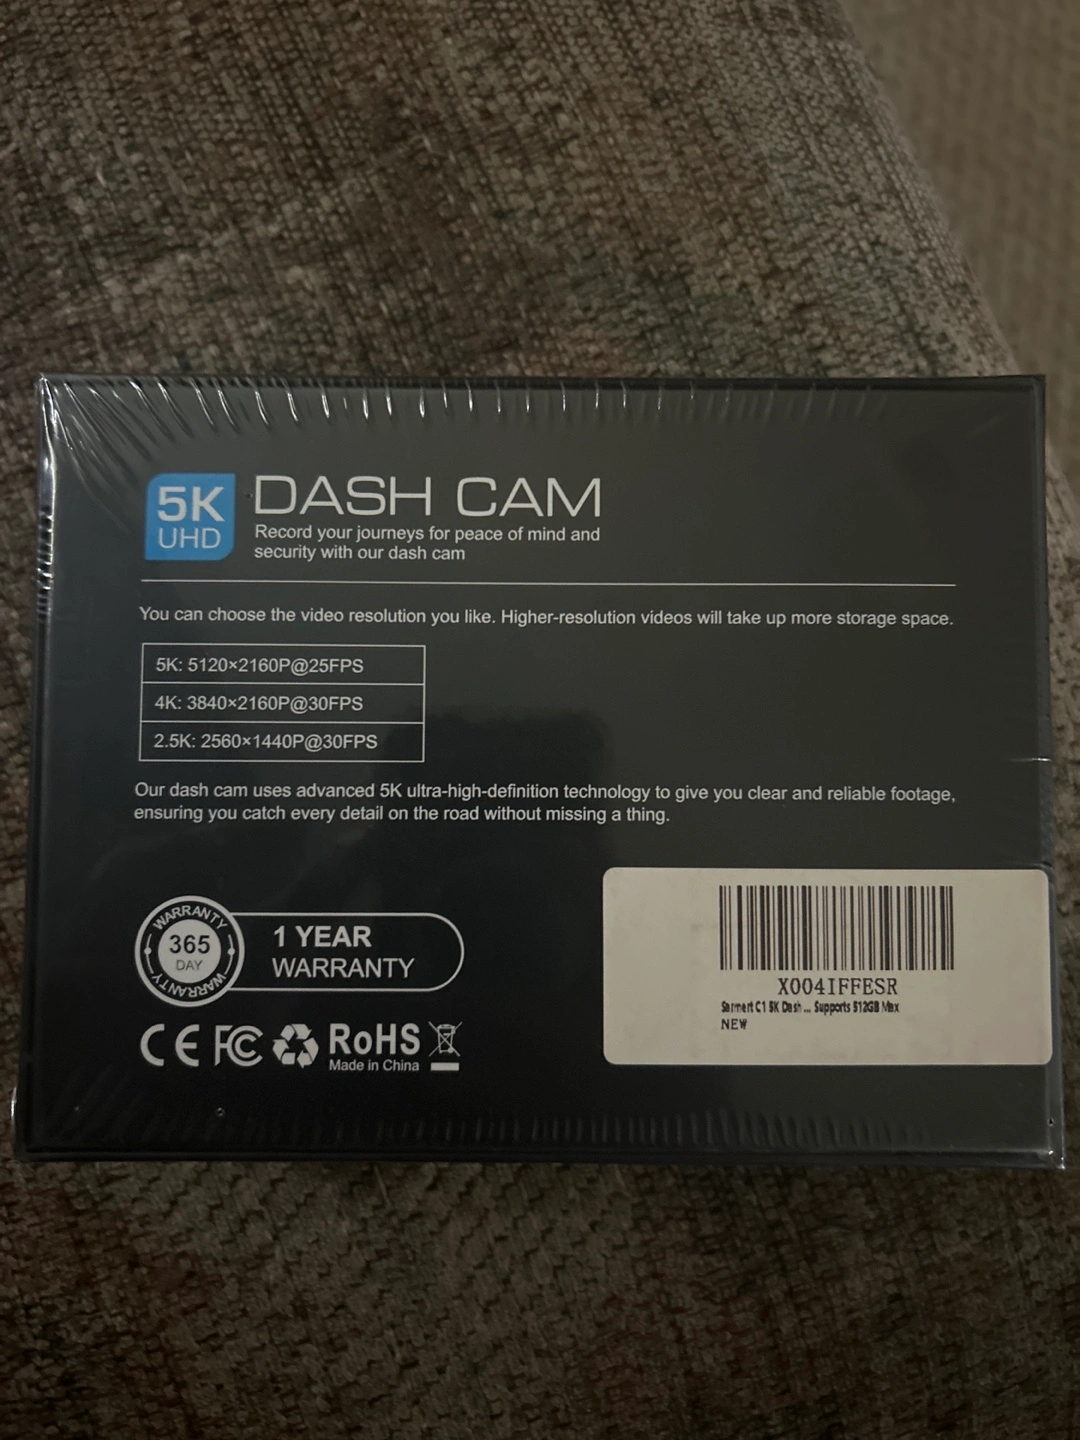 5K
UHD
DASH CAM
Record your journeys for peace of mind and
security with our dash cam
You can choose the video resolution you like. Higher-resolution videos will take up more storage space.
5K: 5120×2160P@25FPS
4K: 3840×2160P@30FPS
2.5K: 2560×1440P@30FPS
Our dash cam uses advanced 5K ultra-high-definition technology to give you clear and reliable footage,
ensuring you catch every detail on the road without missing a thing.
WARRANTY
365
DAY
WARRANTY
1 YEAR
WARRANTY
CE FC RoHS
Made in China
X004IFFESR
Sarmert C1 5K Dash ... Supports 512GB Max
NEW